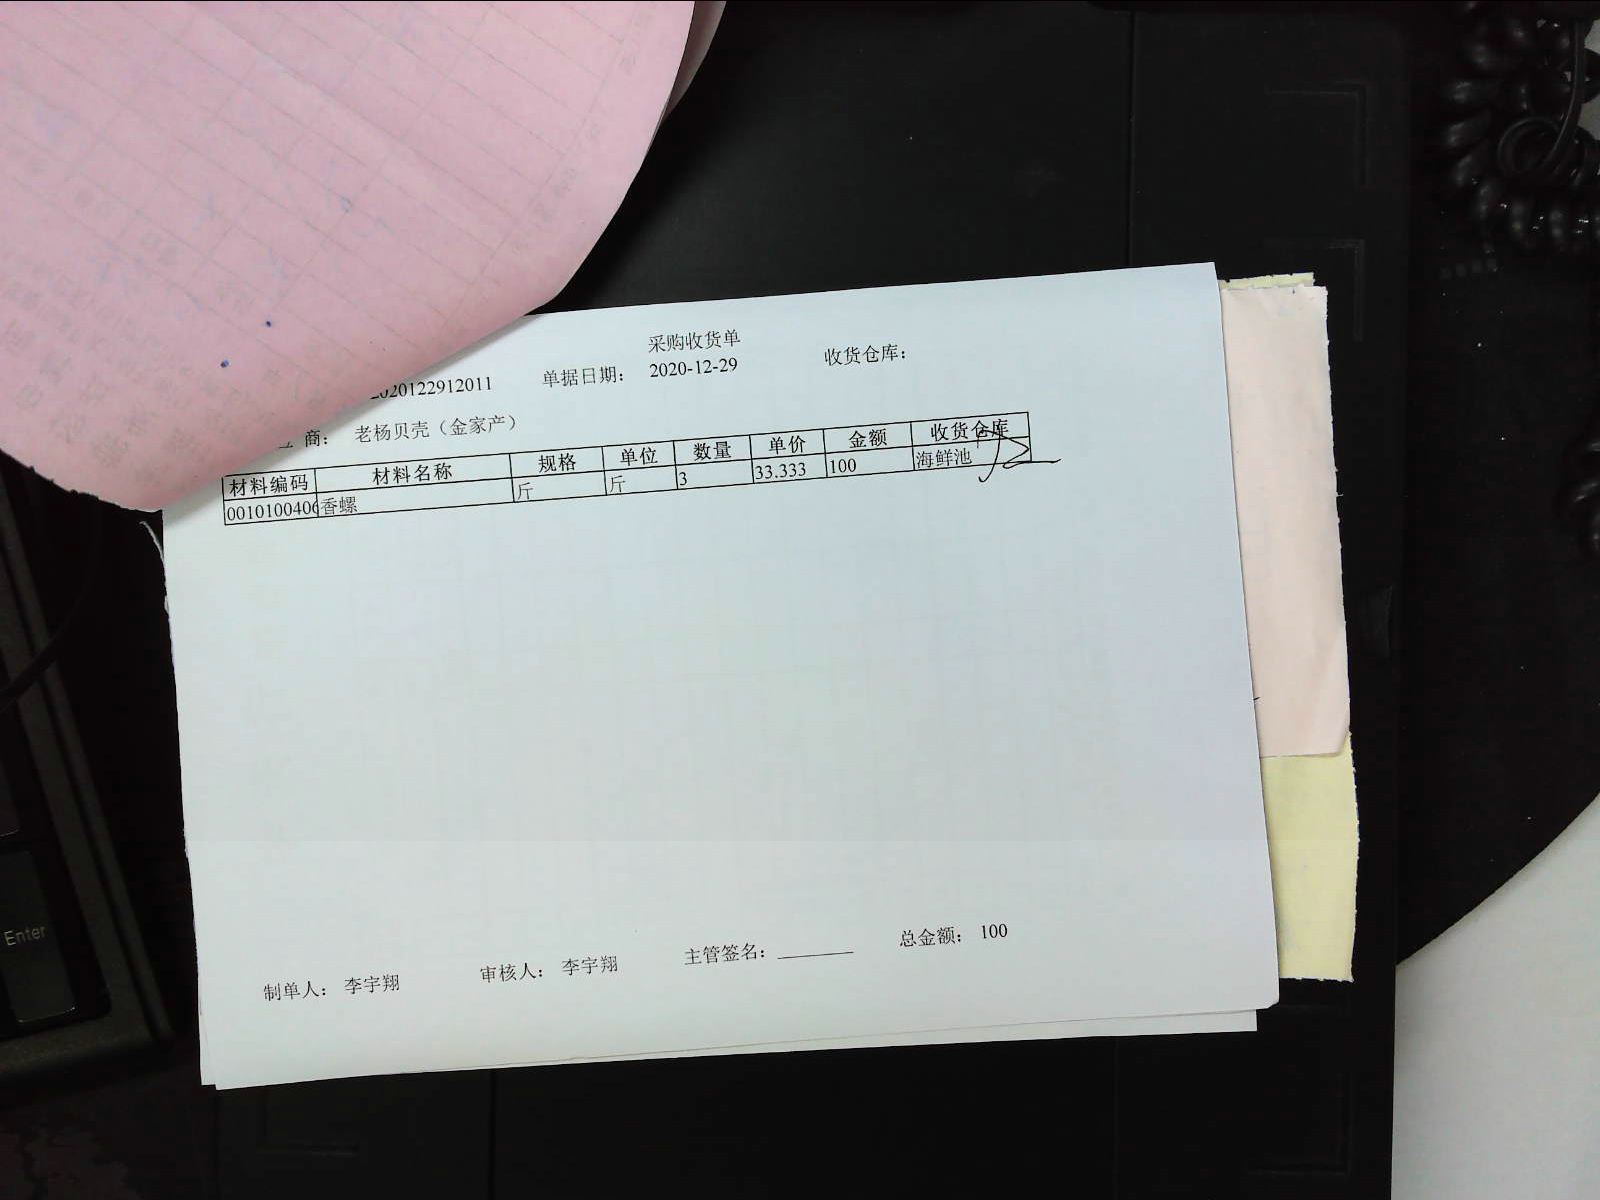 采购收货单
2020122912011 单据日期： 2020-12-29 收货仓库：
商： 老杨贝壳（金家产）
材料编码 材料名称 规格 单位 数量 单价 金额 收货仓库
0010100406 香螺 斤 斤 3 33.333 100 海鲜池
制单人： 李宇翔 审核人： 李宇翔 主管签名： 总金额： 100
Enter